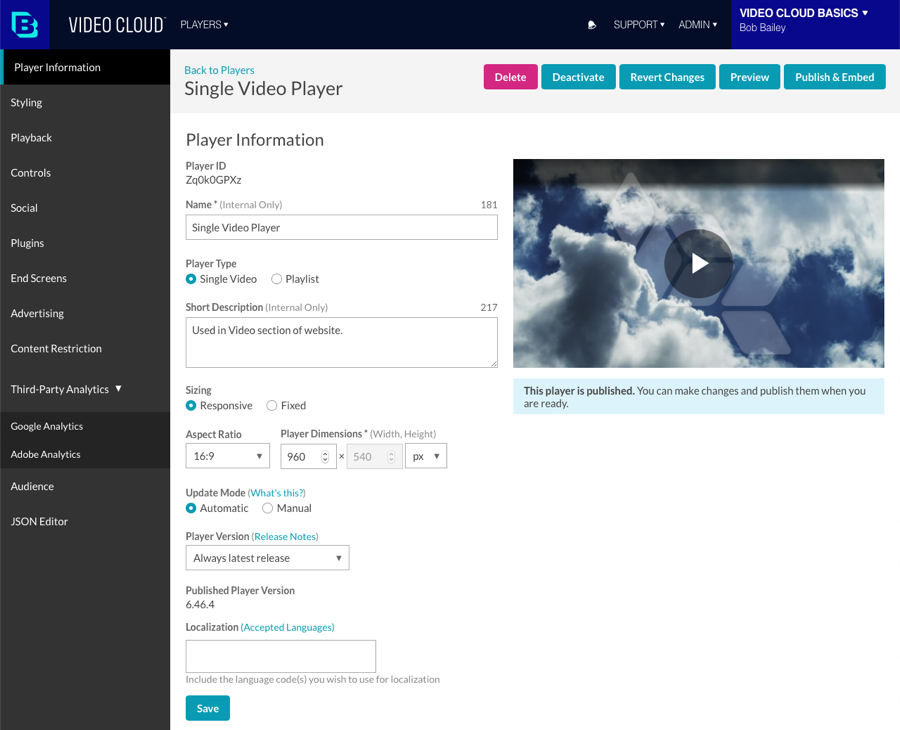 VIDEO CLOUD
PLAYERS
SUPPORT
ADMIN
VIDEO CLOUD BASICS
Bob Bailey
Player Information
Styling
Playback
Controls
Social
Plugins
End Screens
Advertising
Content Restriction
Third-Party Analytics
Google Analytics
Adobe Analytics
Audience
JSON Editor
Back to Players
Single Video Player
Delete
Deactivate
Revert Changes
Preview
Publish & Embed
Player Information
Player ID
Zq0k0GPXz
Name * (Internal Only) 181
Single Video Player
Player Type
Single Video Playlist
Short Description (Internal Only) 217
Used in Video section of website.
Sizing
Responsive Fixed
Aspect Ratio Player Dimensions * (Width, Height)
16:9 960 × 540 px
Update Mode (What's this?)
Automatic Manual
Player Version (Release Notes)
Always latest release
Published Player Version
6.46.4
Localization (Accepted Languages)
Include the language code(s) you wish to use for localization
Save
This player is published. You can make changes and publish them when you
are ready.